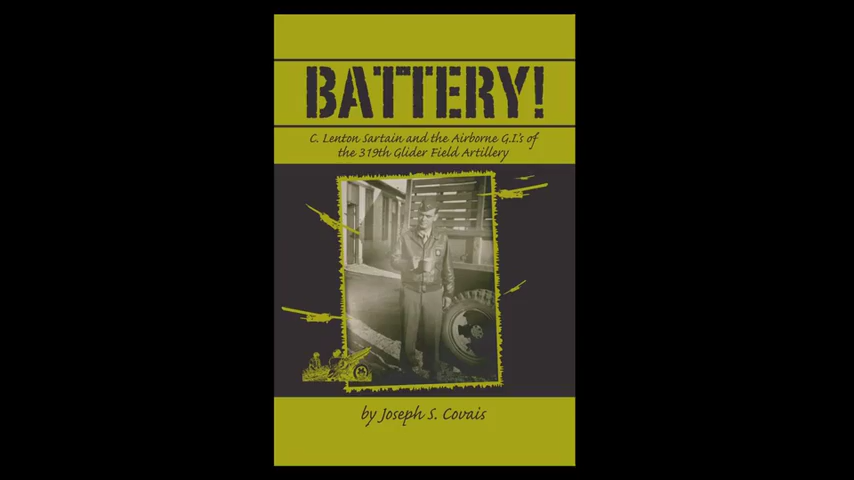 BATTERY!
C. Lenton Sartain and the Airborne G.I.'s of
the 319th Glider Field Artillery
by Joseph S. Covais